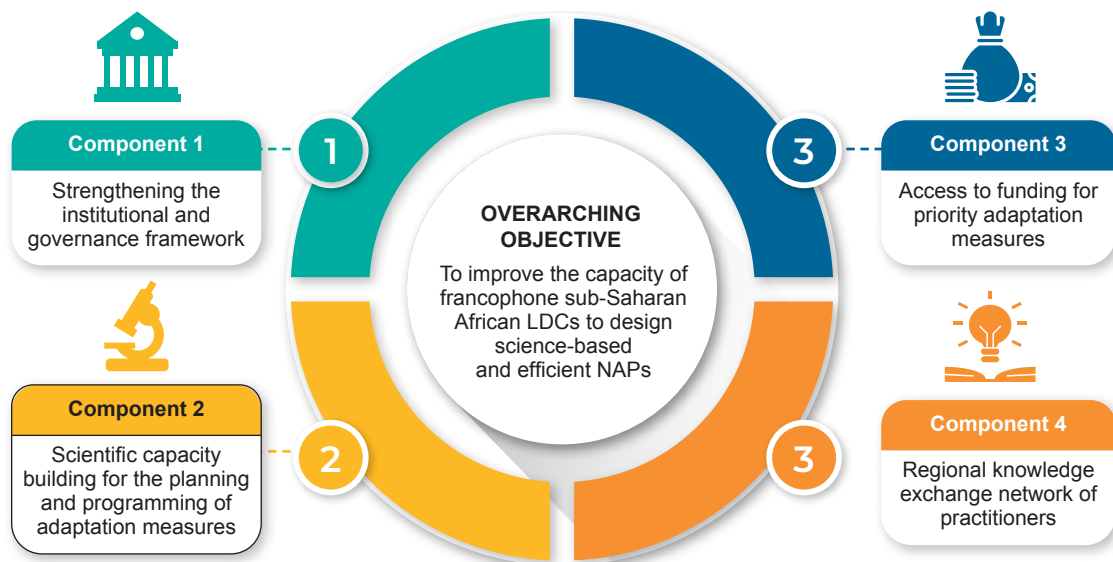 Component 1
Strengthening the
institutional and
governance framework
1
Component 2
Scientific capacity
building for the planning
and programming of
adaptation measures
2
OVERARCHING
OBJECTIVE
To improve the capacity of
francophone sub-Saharan
African LDCs to design
science-based
and efficient NAPs
3
Component 3
Access to funding for
priority adaptation
measures
3
Component 4
Regional knowledge
exchange network of
practitioners